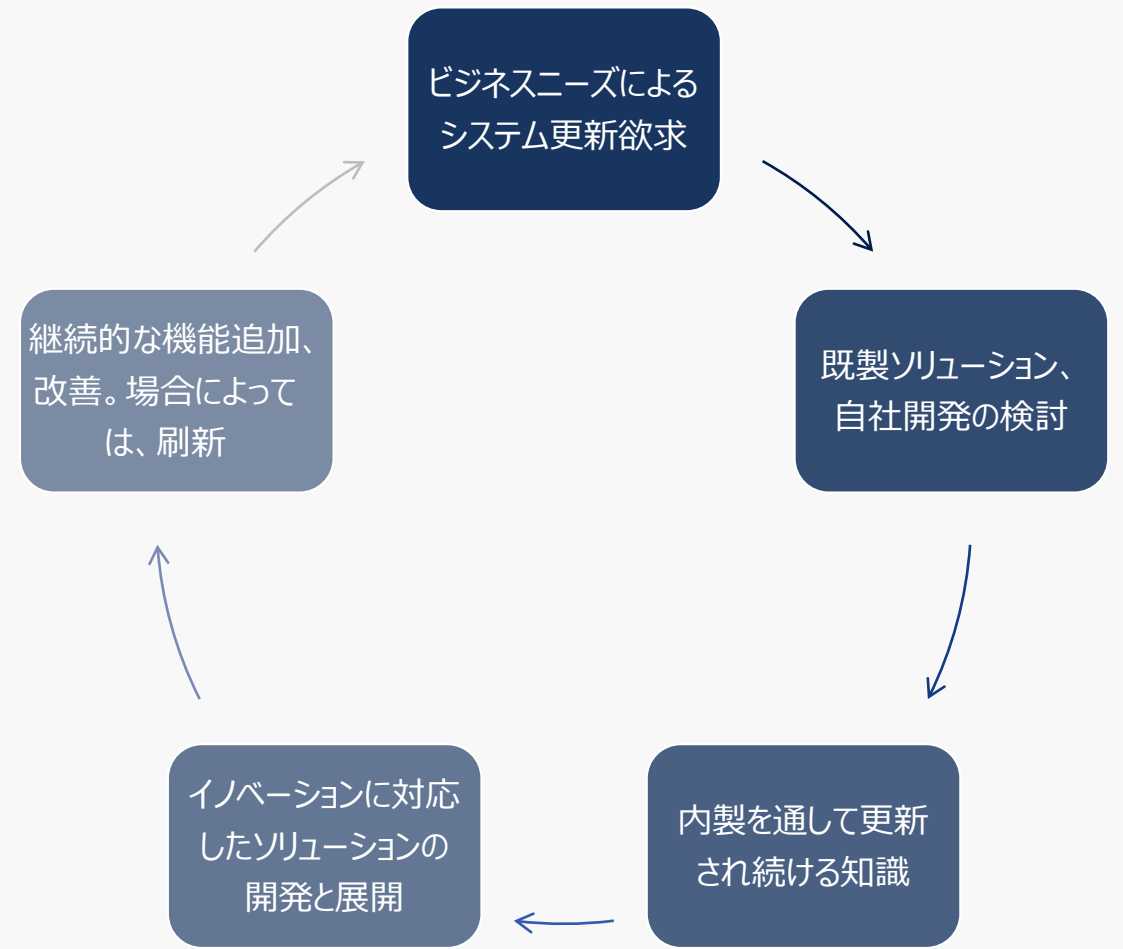 ビジネスニーズによる
システム更新欲求
既製ソリューション、
自社開発の検討
内製を通して更新
され続ける知識
イノベーションに対応
したソリューションの
開発と展開
継続的な機能追加、
改善。場合によって
は、刷新